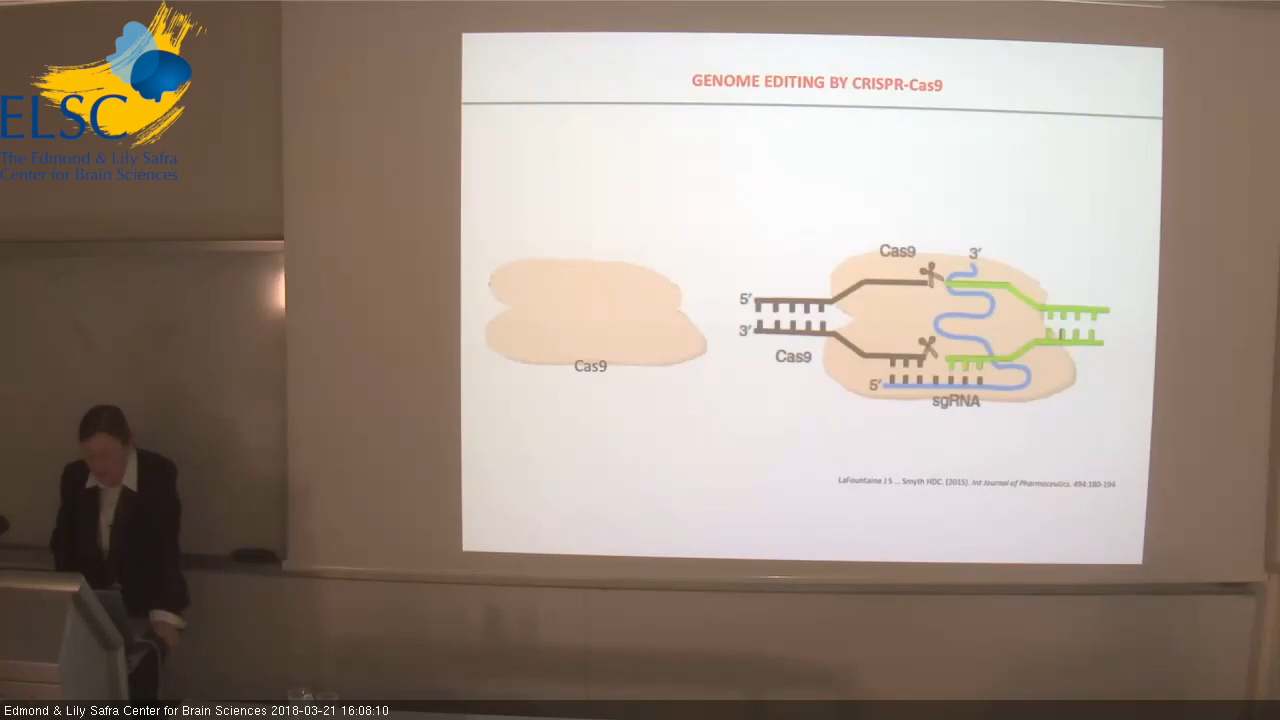 ELSC
The Edmond & Lily Safra
Center for Brain Sciences
GENOME EDITING BY CRISPR-Cas9
Cas9
Cas9
3′
5′
3′
Cas9
5′
sgRNA
LaFountaine J S ... Smyth HDC. (2015). Int Journal of Pharmaceutics. 494:180-194
Edmond & Lily Safra Center for Brain Sciences 2018-03-21 16:08:10